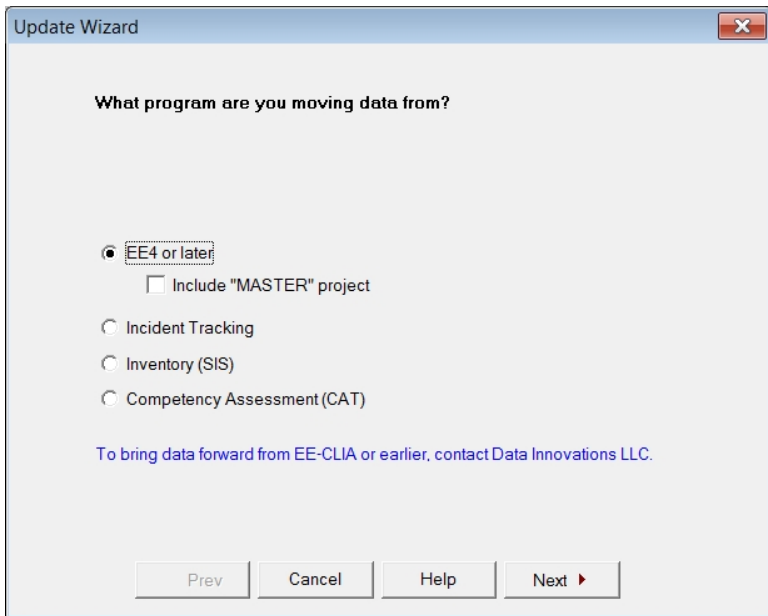 Update Wizard
What program are you moving data from?
EE4 or later
Include "MASTER" project
Incident Tracking
Inventory (SIS)
Competency Assessment (CAT)
To bring data forward from EE-CLIA or earlier, contact Data Innovations LLC.
Prev Cancel Help Next